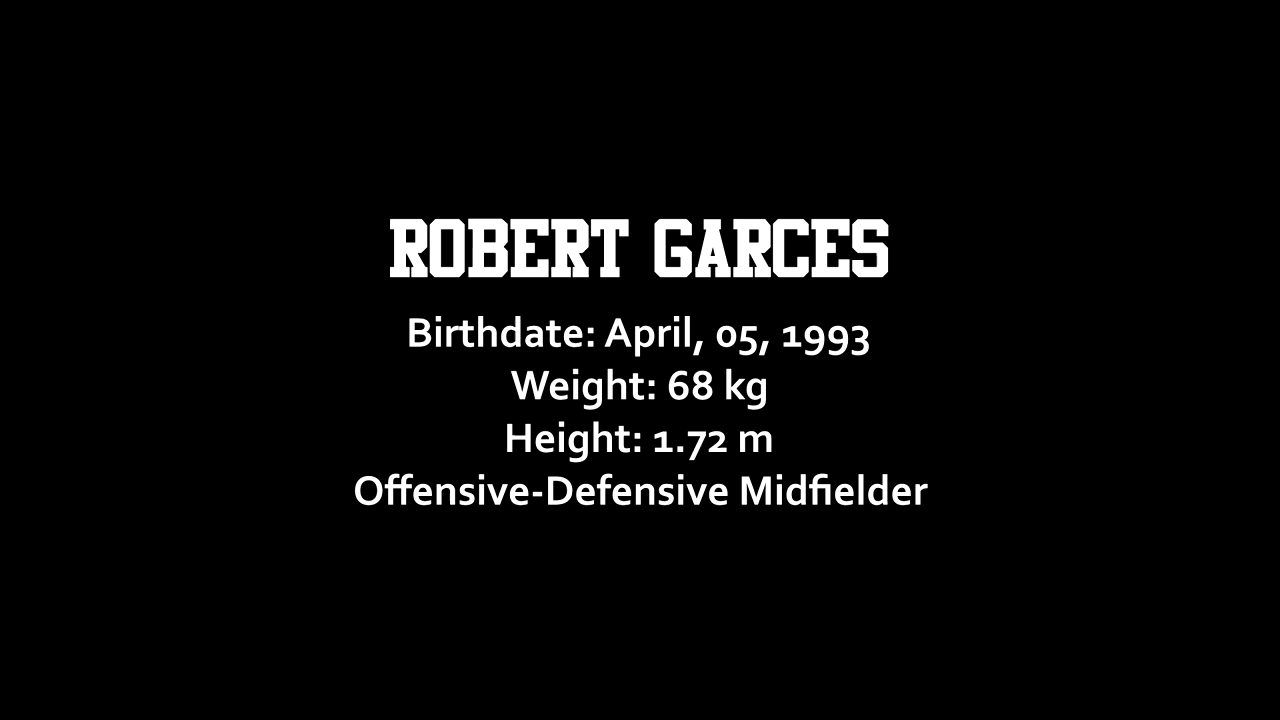 ROBERT GARCES
Birthdate: April, 05, 1993
Weight: 68 kg
Height: 1.72 m
Offensive-Defensive Midfielder